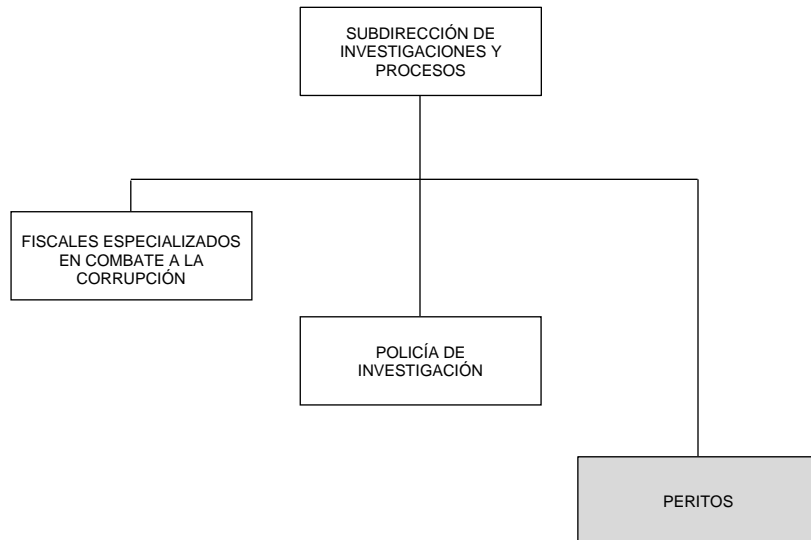 SUBDIRECCIÓN DE
INVESTIGACIONES Y
PROCESOS
FISCALES ESPECIALIZADOS
EN COMBATE A LA
CORRUPCIÓN
POLICÍA DE
INVESTIGACIÓN
PERITOS